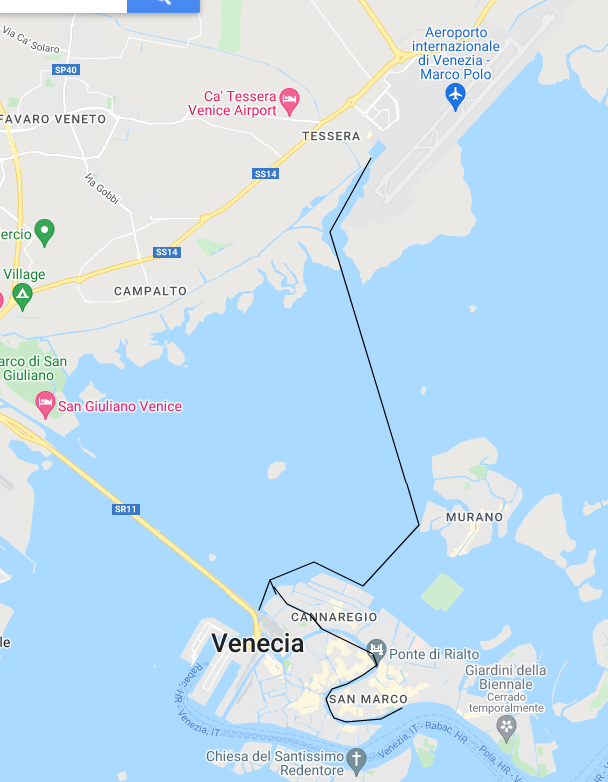 Via Ca' Solaro
SP40
FAVARO VENETO
Aeroporto
internazionale
di Venezia -
Marco Polo
Ca' Tessera
Venice Airport
TESSERA
SS14
Via Gobbi
ercio
SS14
Village
CAMPALTO
arco di San
Giuliano
San Giuliano Venice
SR11
MURANO
CANNAREGIO
le
Venecia
Ponte di Rialto
Giardini della
Biennale
Cerrado
temporalmente
SAN MARCO
Rabac, HR - Venezia, IT
Venezia, IT - Rabac, HR
Pola, HR - Ve
Chiesa del Santissimo
Redentore